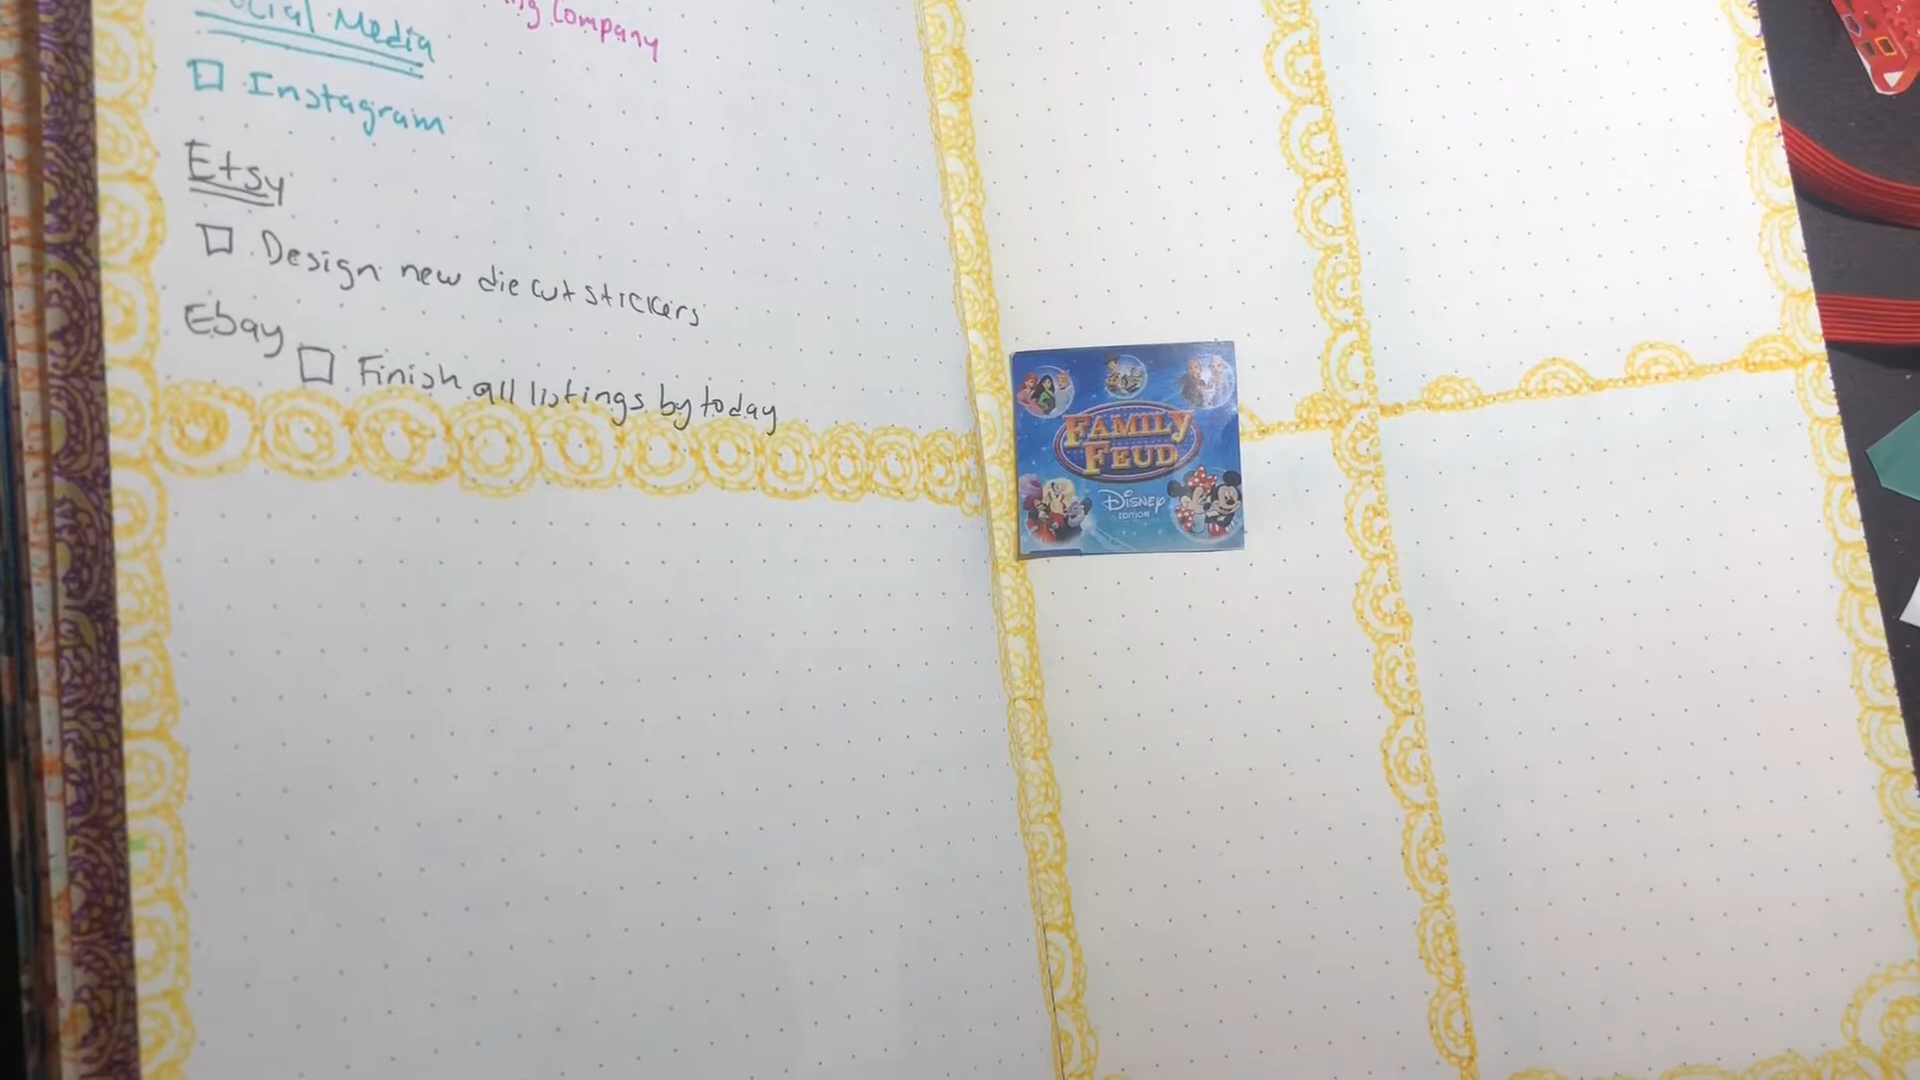 Company
Social Media
Instagram
Etsy
Design new die cut stickers
Ebay
Finish all listings by today
FAMILY
FEUD
Disney
EDITION